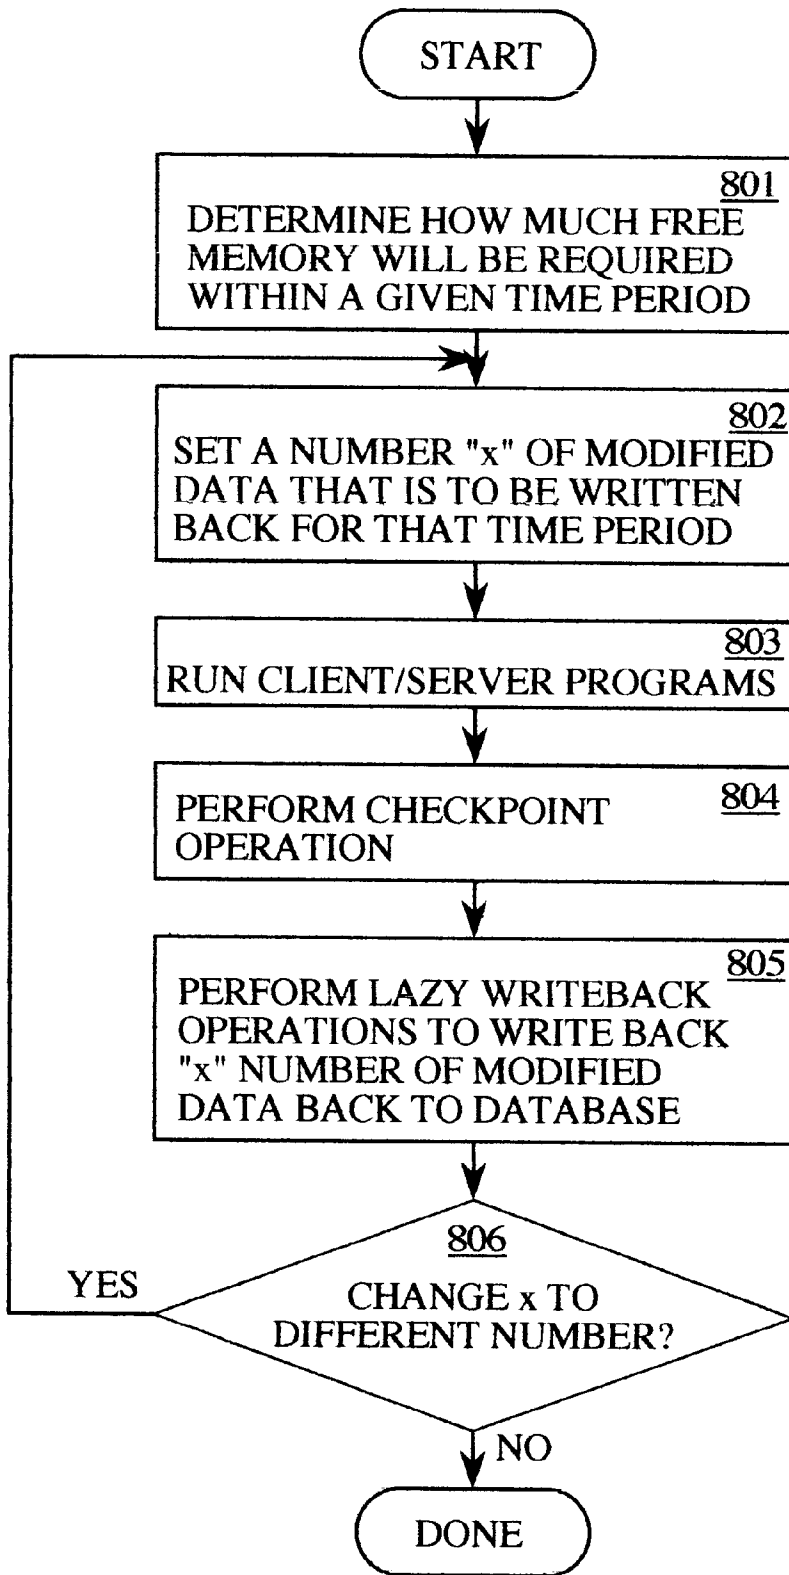 START
801
DETERMINE HOW MUCH FREE
MEMORY WILL BE REQUIRED
WITHIN A GIVEN TIME PERIOD
802
SET A NUMBER "x" OF MODIFIED
DATA THAT IS TO BE WRITTEN
BACK FOR THAT TIME PERIOD
803
RUN CLIENT/SERVER PROGRAMS
804
PERFORM CHECKPOINT
OPERATION
805
PERFORM LAZY WRITEBACK
OPERATIONS TO WRITE BACK
"x" NUMBER OF MODIFIED
DATA BACK TO DATABASE
806
YES
CHANGE x TO
DIFFERENT NUMBER?
NO
DONE